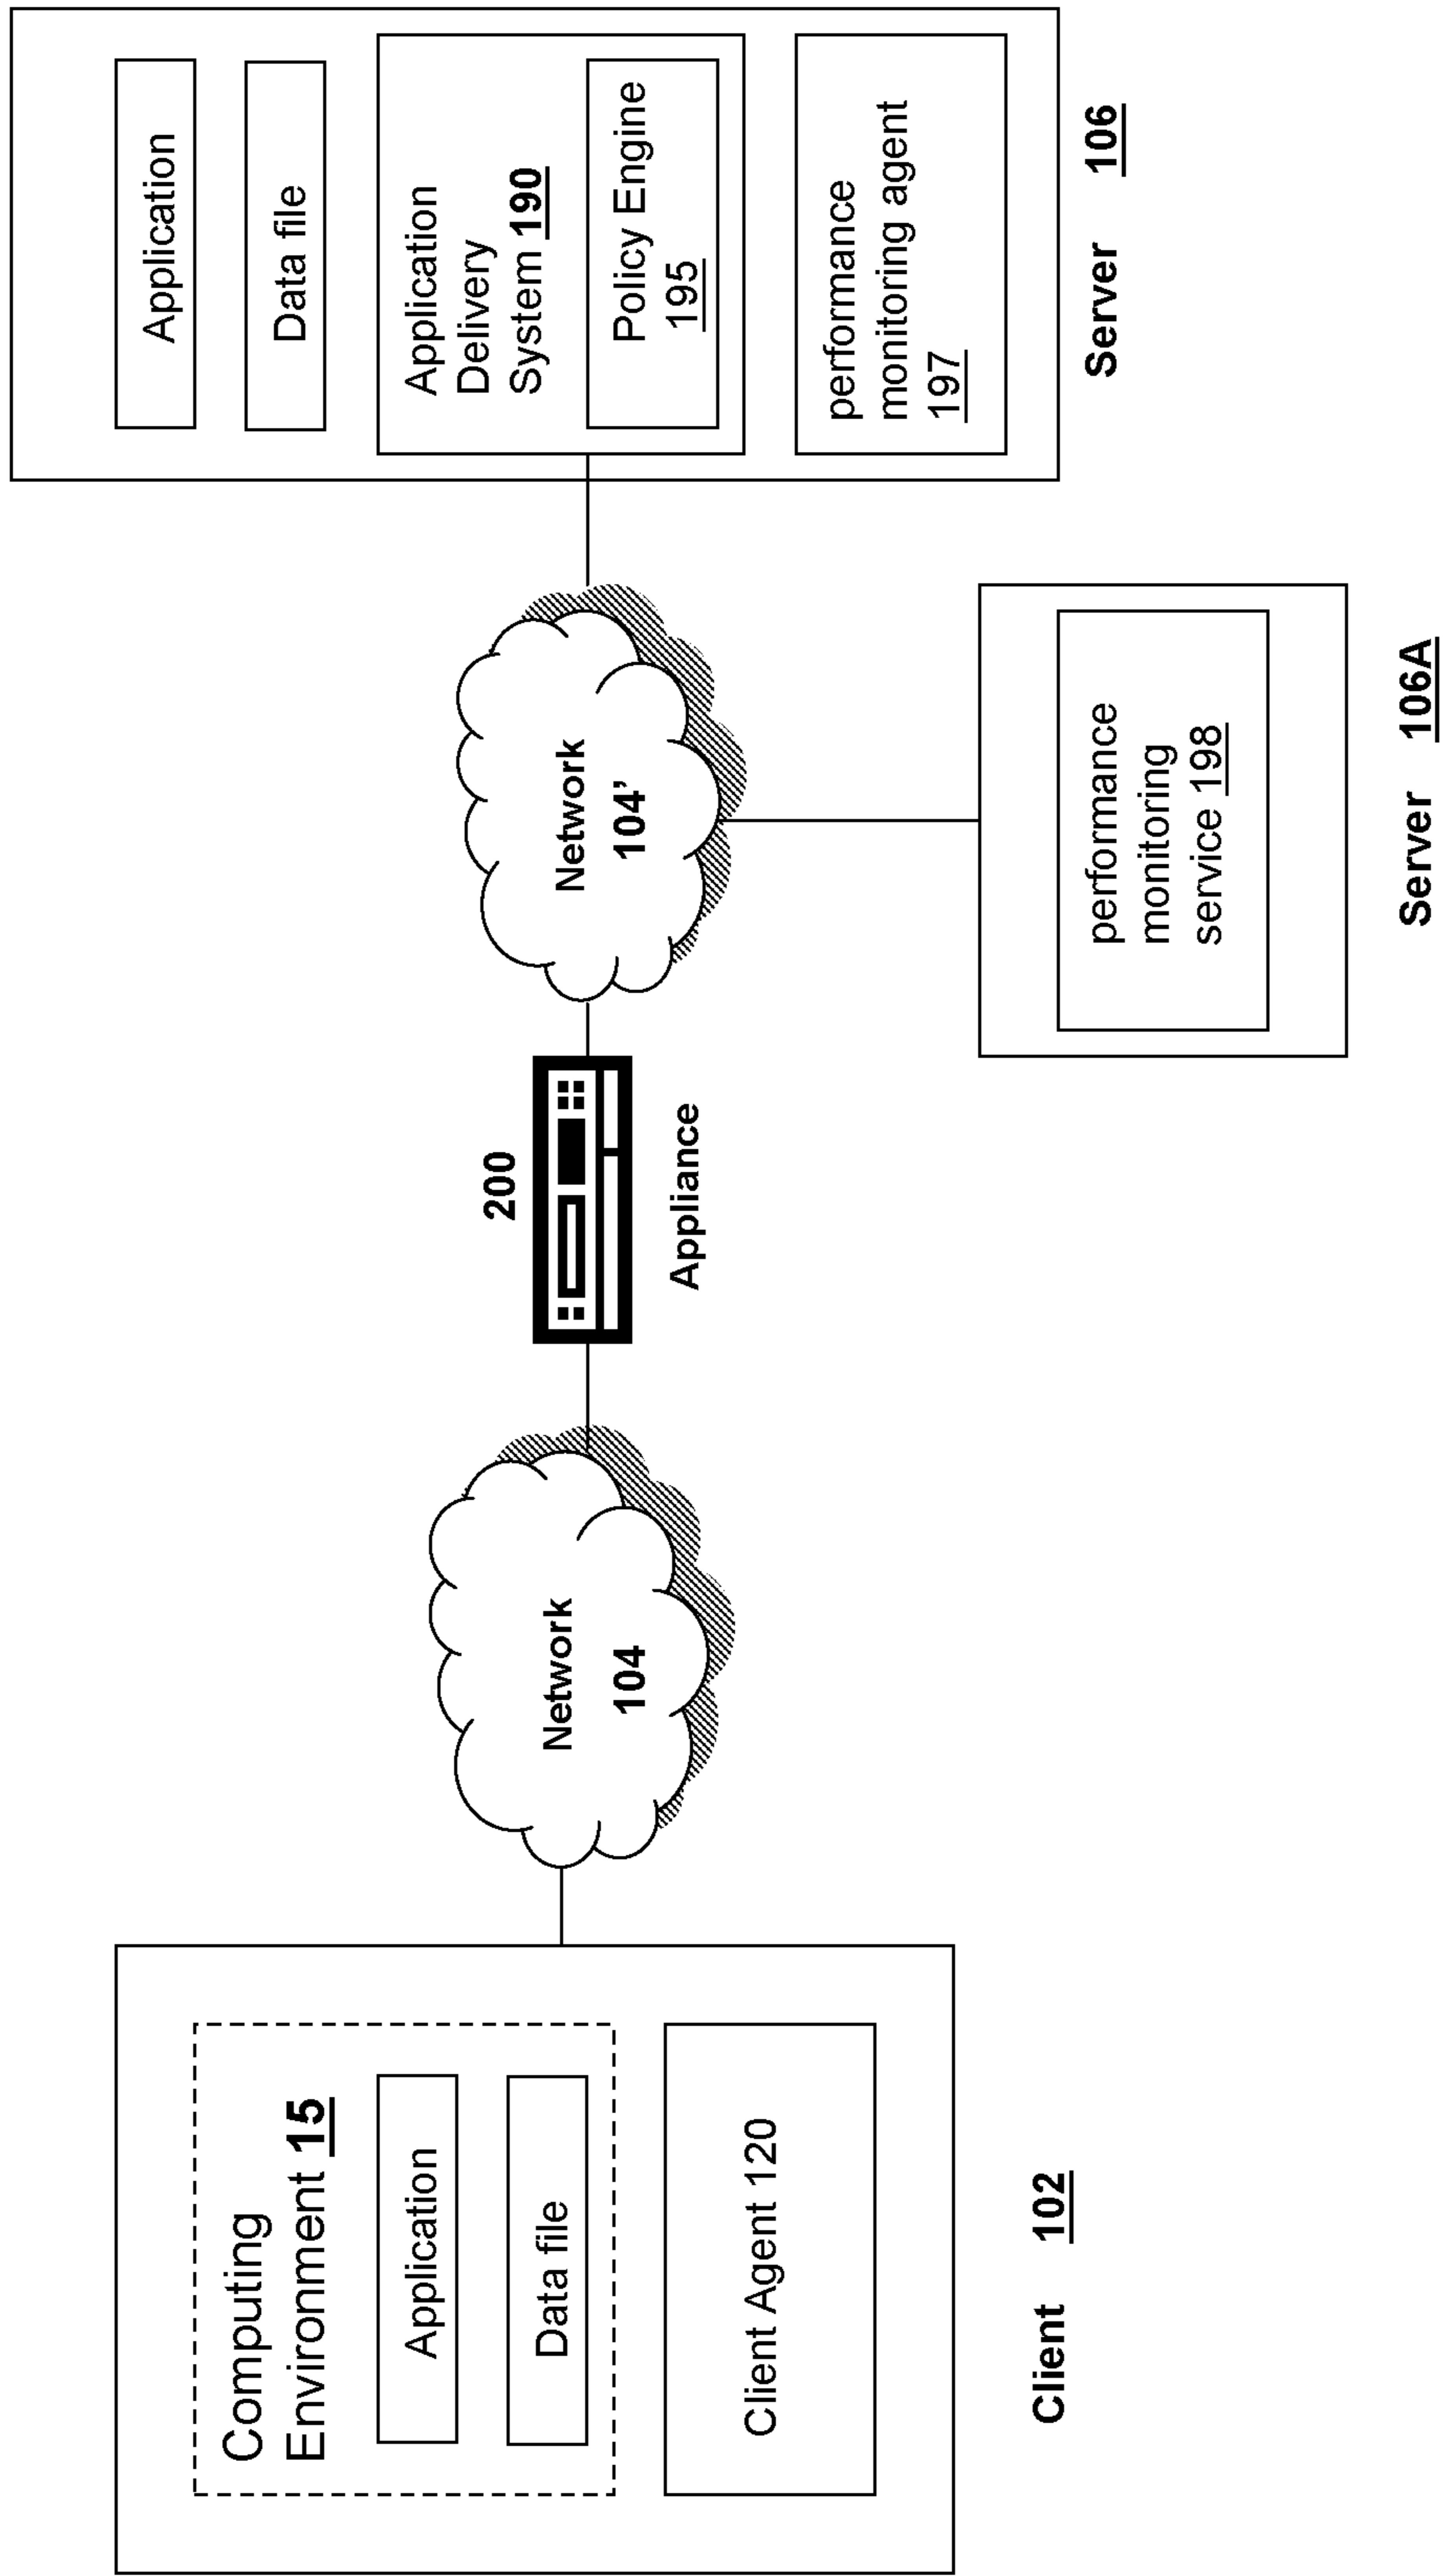 Computing
Environment 15
Application
Data file
Client Agent 120
Client 102
Network
104
200
Appliance
Network
104’
performance
monitoring
service 198
Server 106A
Application
Data file
Application
Delivery
System 190
Policy Engine
195
performance
monitoring agent
197
Server 106